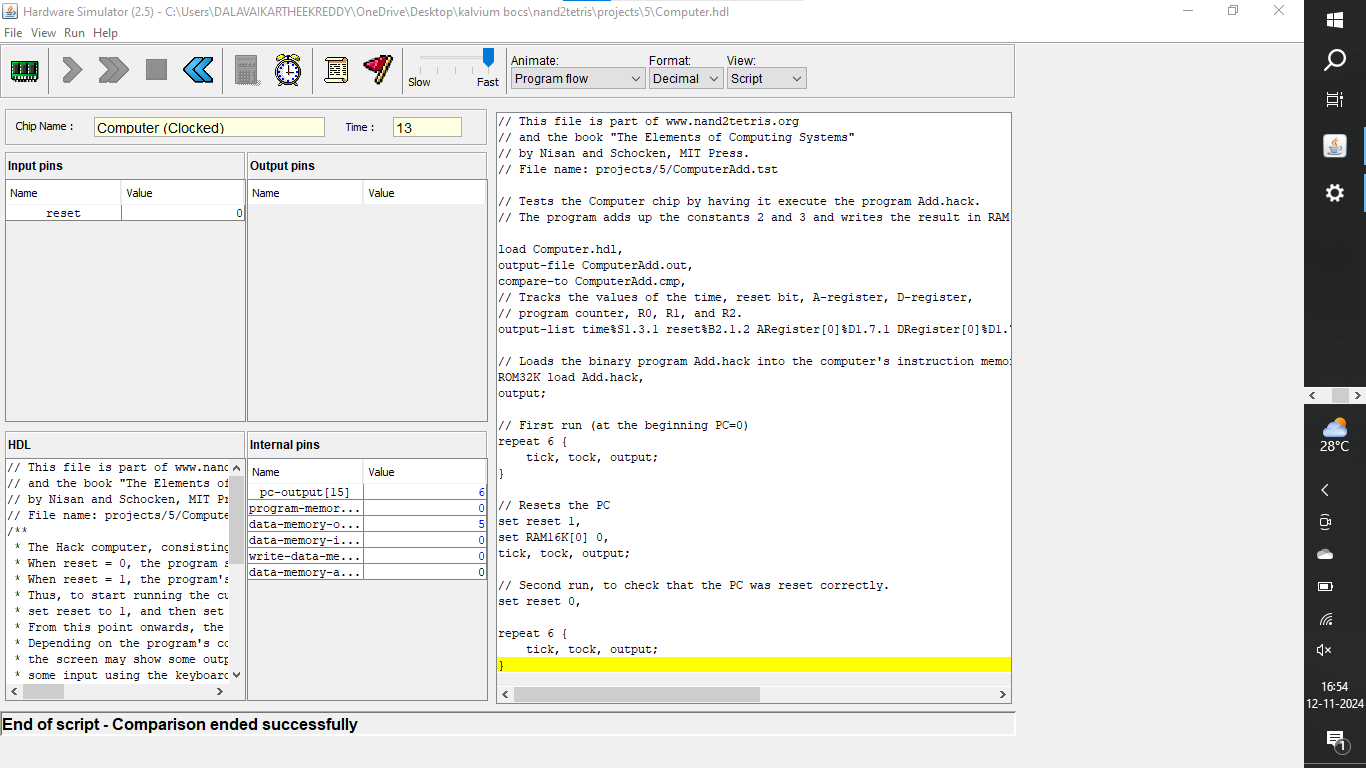 Hardware Simulator (2.5) - C:\Users\DALAVAIKARTHEEKREDDY\OneDrive\Desktop\kalvium bocs\nand2tetris\projects\5\Computer.hdl
File View Run Help
Slow
Fast
Animate:
Program flow
Format:
Decimal
View:
Script
Chip Name :
Computer (Clocked)
Time :
13
Input pins
Name Value
reset 0
Output pins
Name Value
HDL
// This file is part of www.nand
// and the book "The Elements of
// by Nisan and Schocken, MIT Pr
// File name: projects/5/Compute
/**
* The Hack computer, consisting
* When reset = 0, the program s
* When reset = 1, the program's
* Thus, to start running the cu
* set reset to 1, and then set
* From this point onwards, the
* Depending on the program's co
* the screen may show some outp
* some input using the keyboard
Internal pins
Name Value
pc-output[15] 6
program-memor... 0
data-memory-o... 5
data-memory-i... 0
write-data-me... 0
data-memory-a... 0
// This file is part of www.nand2tetris.org
// and the book "The Elements of Computing Systems"
// by Nisan and Schocken, MIT Press.
// File name: projects/5/ComputerAdd.tst
// Tests the Computer chip by having it execute the program Add.hack.
// The program adds up the constants 2 and 3 and writes the result in RAM
load Computer.hdl,
output-file ComputerAdd.out,
compare-to ComputerAdd.cmp,
// Tracks the values of the time, reset bit, A-register, D-register,
// program counter, R0, R1, and R2.
output-list time%S1.3.1 reset%B2.1.2 ARegister[0]%D1.7.1 DRegister[0]%D1.7
// Loads the binary program Add.hack into the computer's instruction memo
ROM32K load Add.hack,
output;
// First run (at the beginning PC=0)
repeat 6 {
tick, tock, output;
}
// Resets the PC
set reset 1,
set RAM16K[0] 0,
tick, tock, output;
// Second run, to check that the PC was reset correctly.
set reset 0,
repeat 6 {
tick, tock, output;
}
End of script - Comparison ended successfully
28°C
16:54
12-11-2024
1